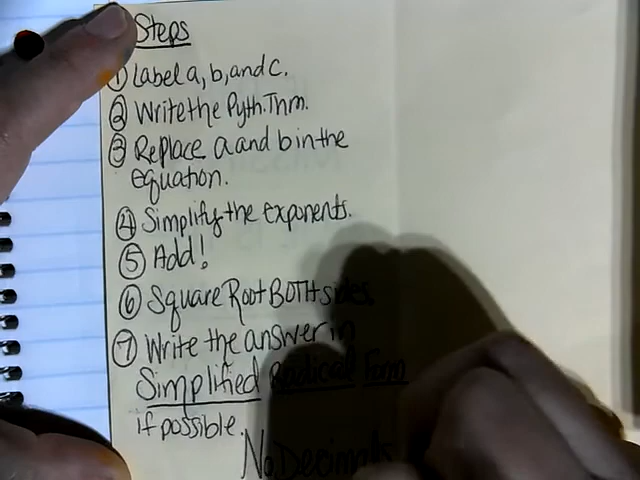 Steps
① Label a, b, and c.
② Write the Pyth. Thm.
③ Replace a and b in the
equation.
④ Simplify the exponents.
⑤ Add!
⑥ Square Root BOTH sides.
⑦ Write the answer in
Simplified Radical Form
if possible.
No Decimals